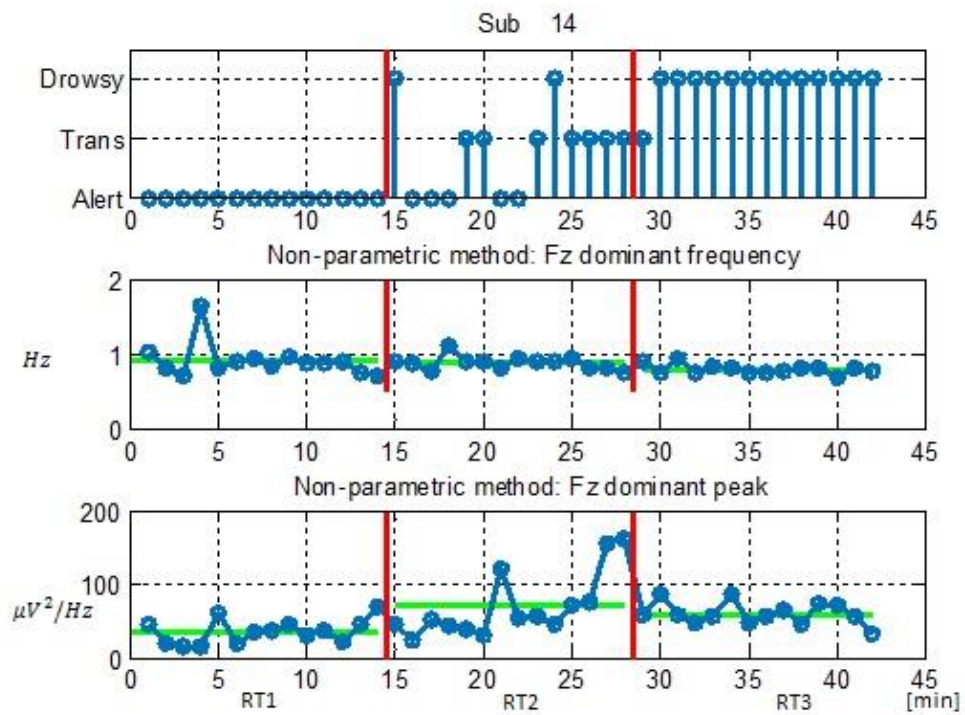 Sub 14
Drowsy
Trans
Alert
0 5 10 15 20 25 30 35 40 45
Non-parametric method: Fz dominant frequency
2
Hz 1
0
0 5 10 15 20 25 30 35 40 45
Non-parametric method: Fz dominant peak
200
100
μV²/Hz
0
0 5 10 15 20 25 30 35 40 45
RT1 RT2 RT3 [min]